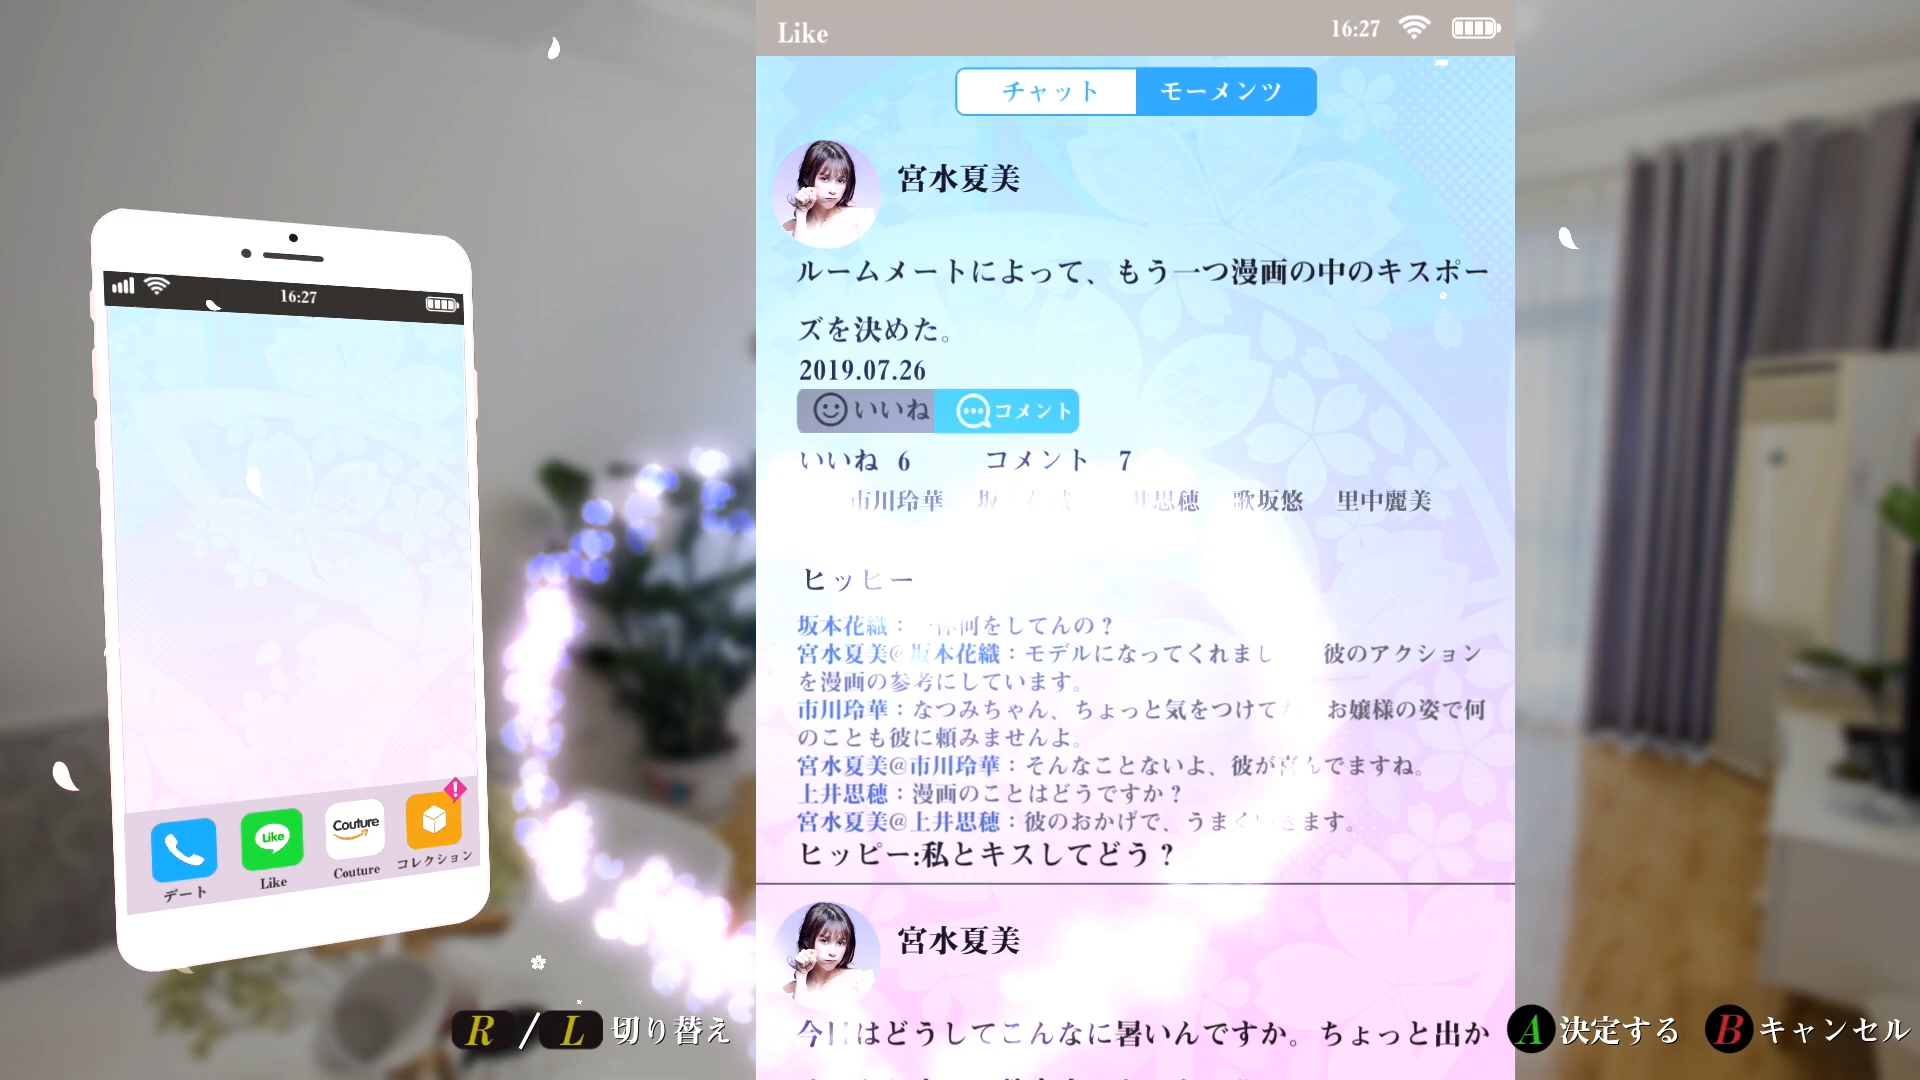 Like 16:27
チャット モーメンツ
宮水夏美
ルームメートによって、もう一つ漫画の中のキスポー
ズを決めた。
2019.07.26
いいね コメント
いいね 6 コメント 7
市川玲華 坂 井思穂 歌坂悠 里中麗美
ヒッピー
坂本花織：一体何をしてんの？
宮水夏美@坂本花織：モデルになってくれまし 彼のアクション
を漫画の参考にしています。
市川玲華：なつみちゃん、ちょっと気をつけて お嬢様の姿で何
のことも彼に頼みませんよ。
宮水夏美@市川玲華：そんなことないよ、彼が喜んでますね。
上井思穂：漫画のことはどうですか？
宮水夏美@上井思穂：彼のおかげで、うまくいきます。
ヒッピー:私とキスしてどう？
宮水夏美
今日はどうしてこんなに暑いんですか。ちょっと出か
16:27
Like
Couture
デート
Like
Couture
コレクション
R/L 切り替え
A 決定する B キャンセル